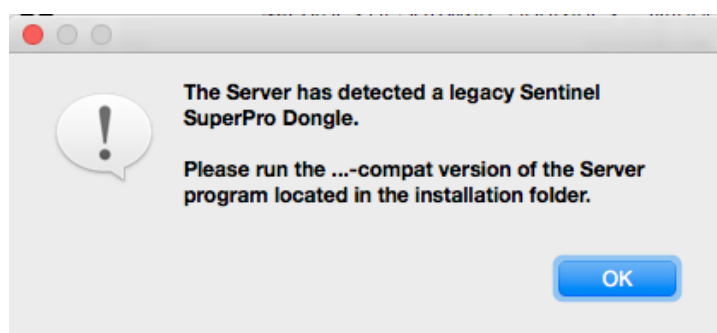 The Server has detected a legacy Sentinel
SuperPro Dongle.
Please run the ...-compat version of the Server
program located in the installation folder.
OK